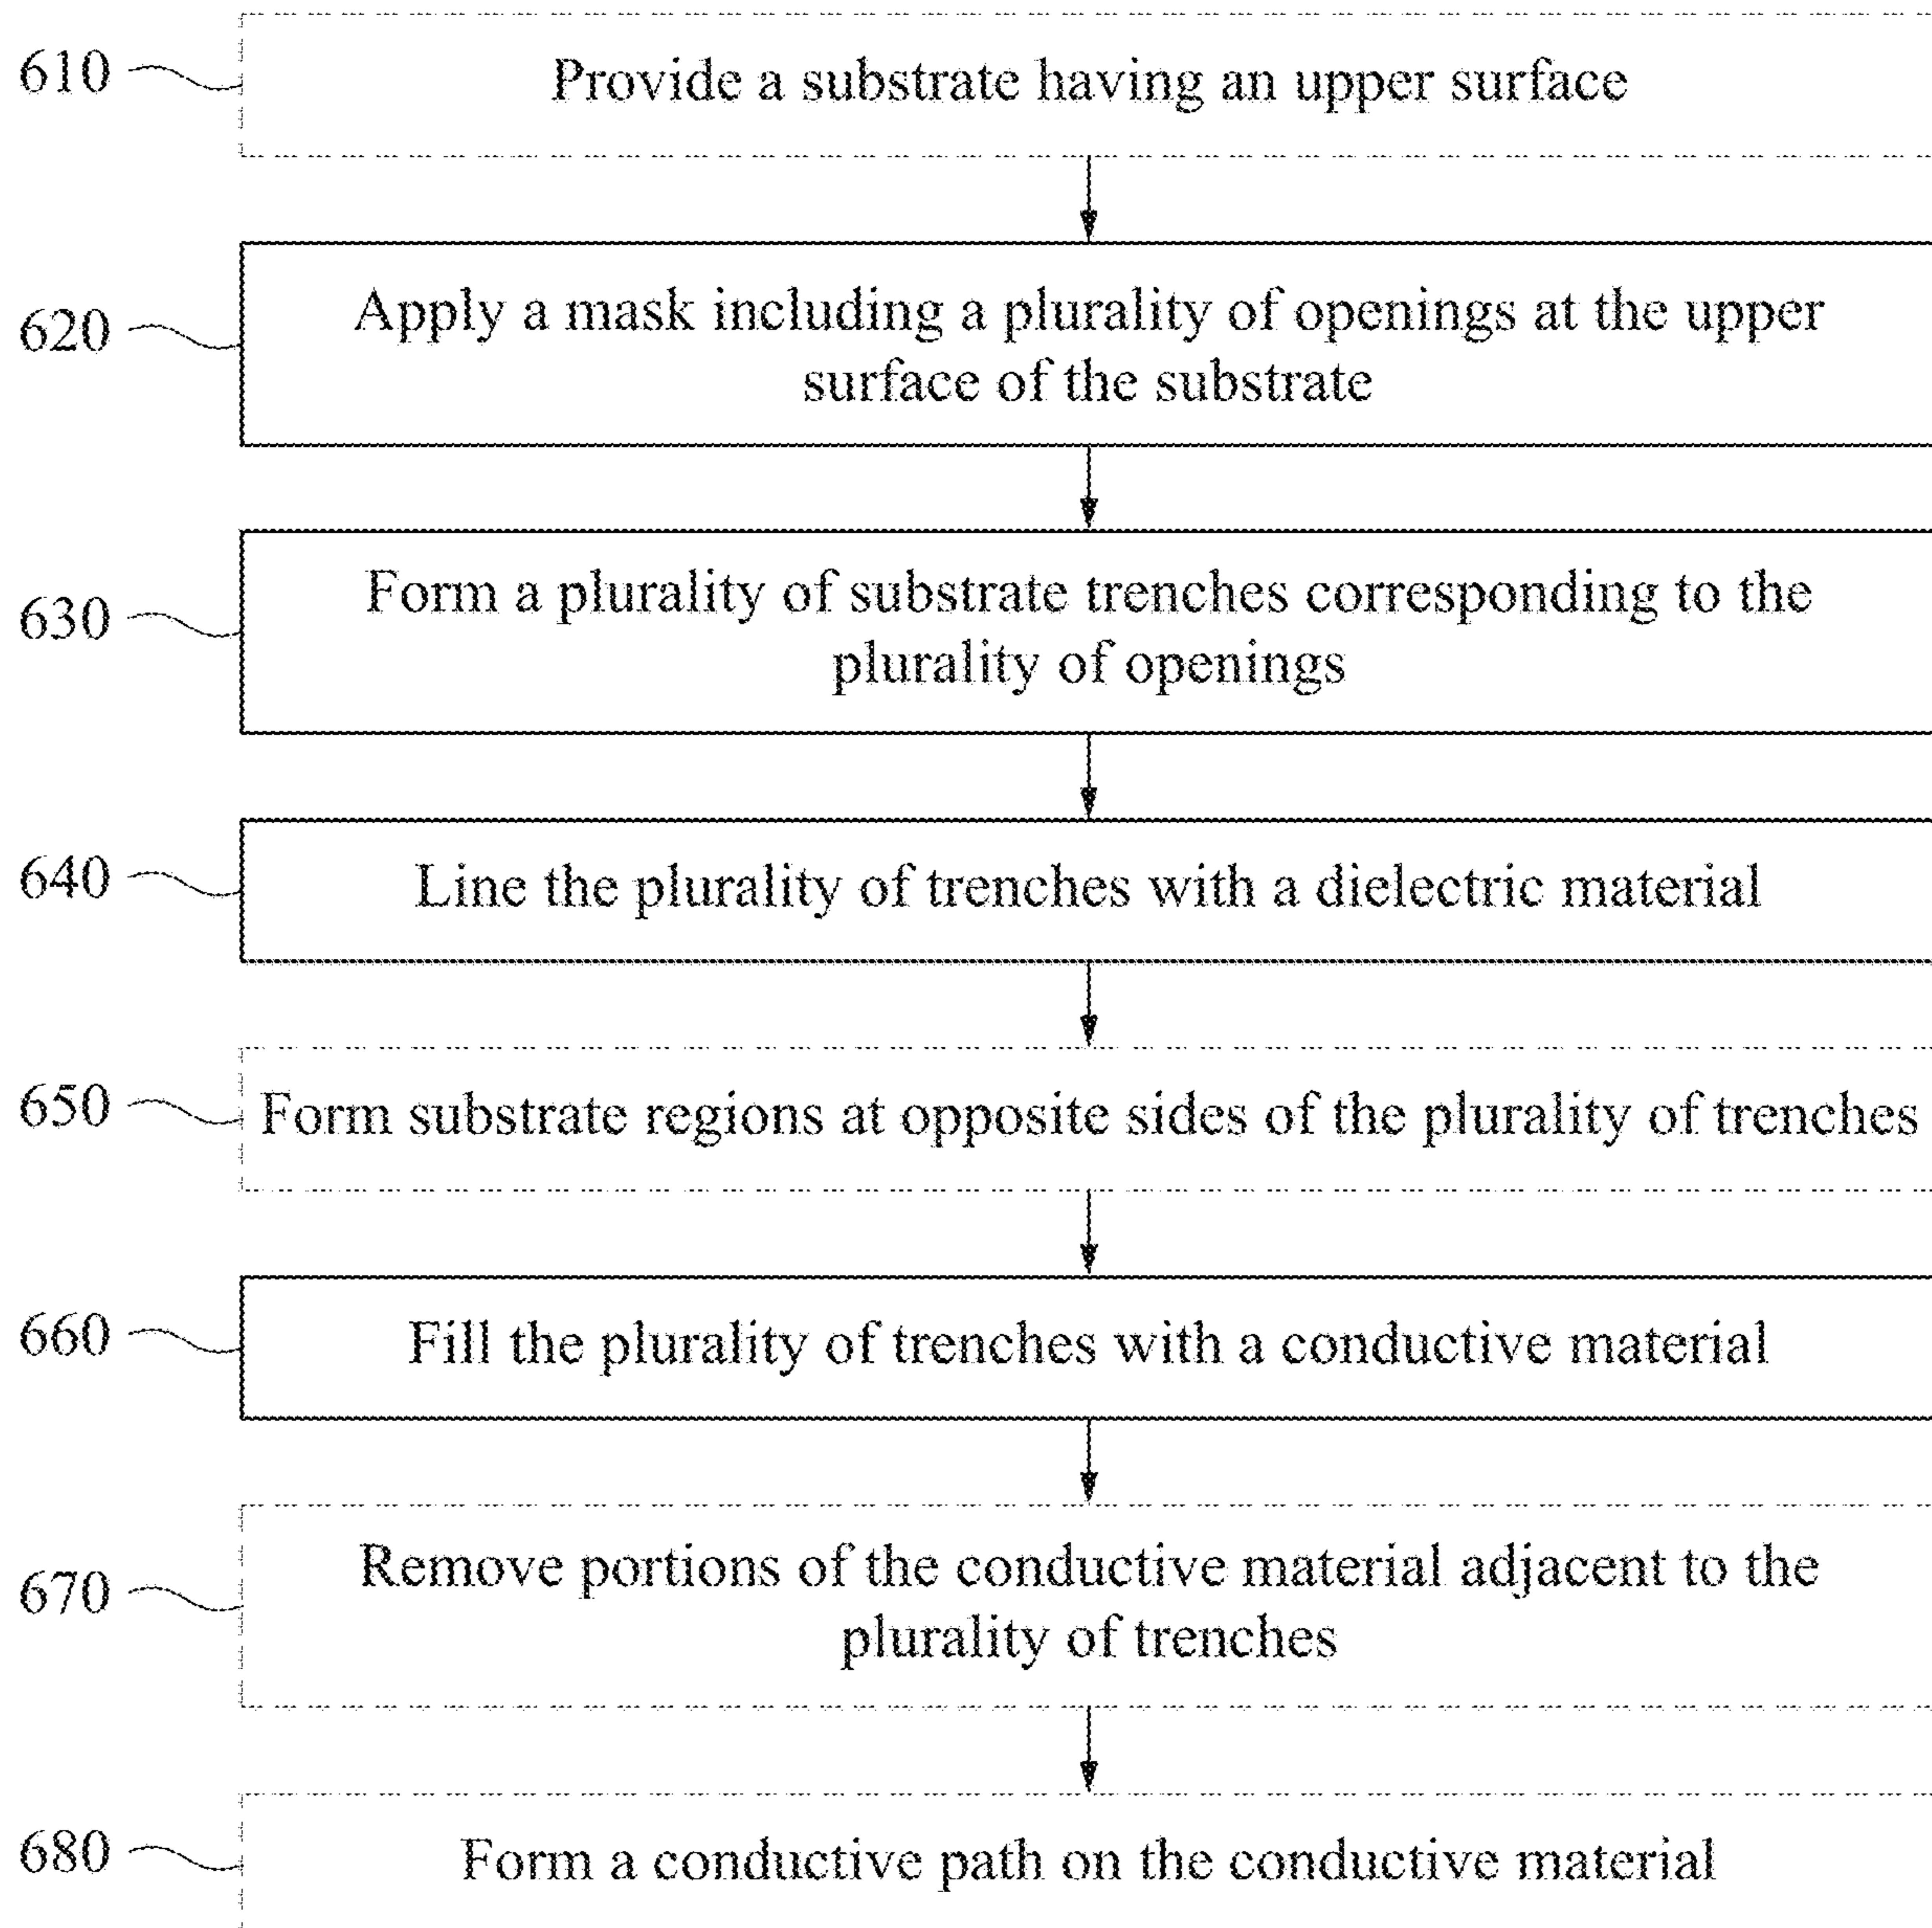 610
Provide a substrate having an upper surface
620
Apply a mask including a plurality of openings at the upper
surface of the substrate
630
Form a plurality of substrate trenches corresponding to the
plurality of openings
640
Line the plurality of trenches with a dielectric material
650
Form substrate regions at opposite sides of the plurality of trenches
660
Fill the plurality of trenches with a conductive material
670
Remove portions of the conductive material adjacent to the
plurality of trenches
680
Form a conductive path on the conductive material